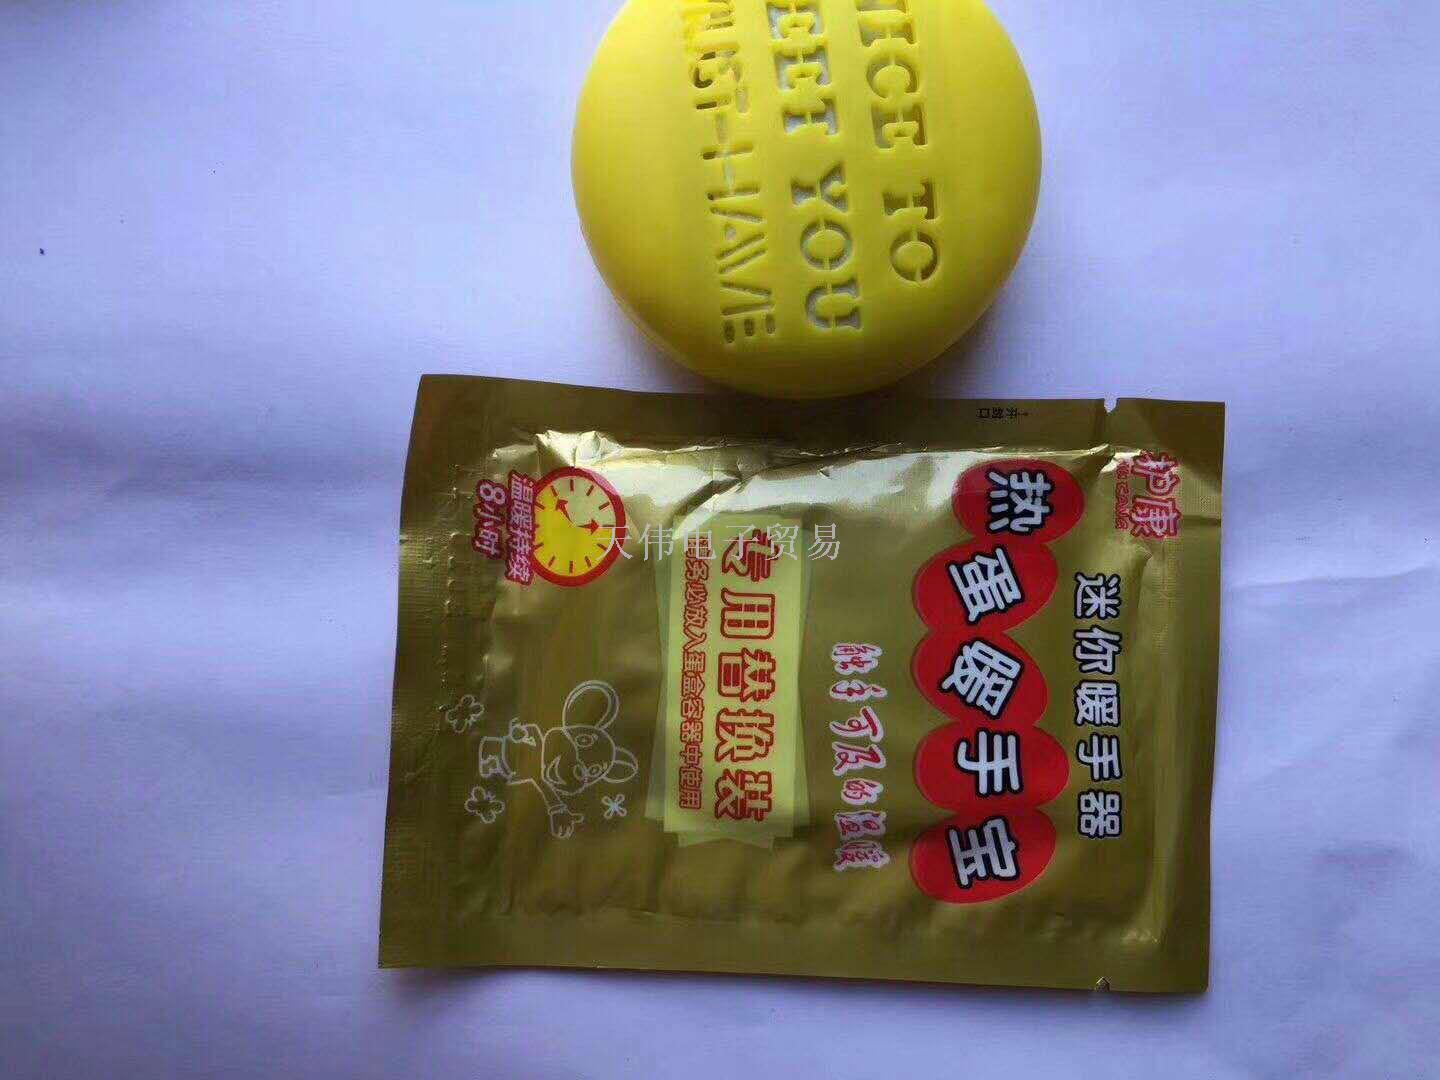 NICE TO
MEET YOU
MUST-HAVE
护康
迷你暖手器
热蛋暖手宝
触手可及的温暖
专用替换装
务必放入蛋盒容器中使用
温暖持续
8小时
开封口
天伟电子贸易